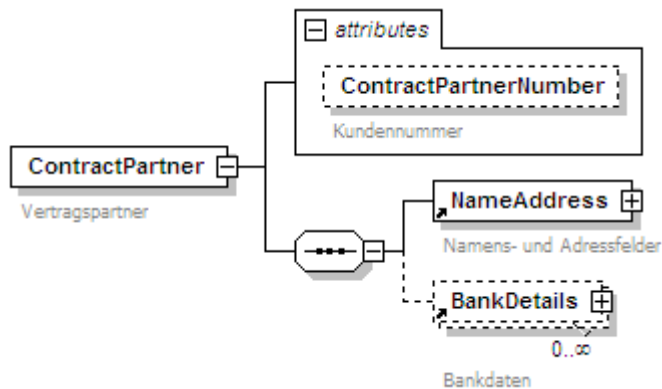 attributes
ContractPartnerNumber
Kundennummer
ContractPartner
Vertragspartner
NameAddress
Namens- und Adressfelder
BankDetails
0..∞
Bankdaten